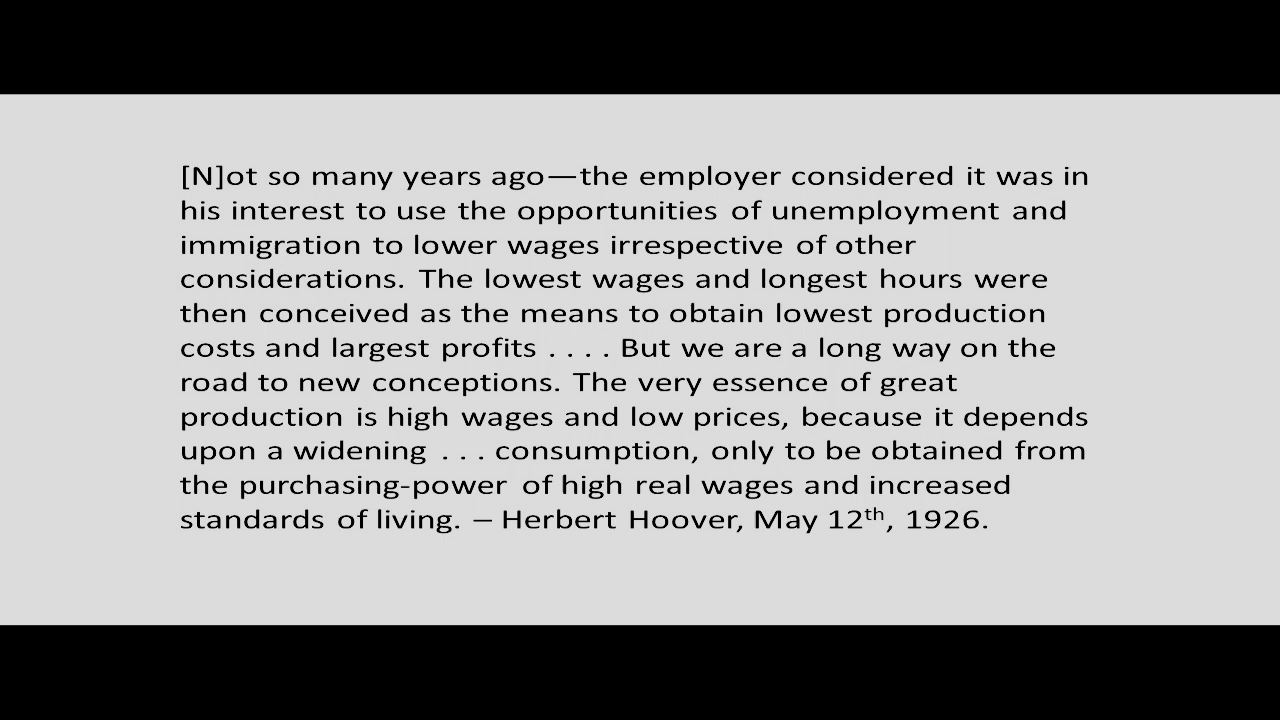 [N]ot so many years ago—the employer considered it was in
his interest to use the opportunities of unemployment and
immigration to lower wages irrespective of other
considerations. The lowest wages and longest hours were
then conceived as the means to obtain lowest production
costs and largest profits . . . . But we are a long way on the
road to new conceptions. The very essence of great
production is high wages and low prices, because it depends
upon a widening . . . consumption, only to be obtained from
the purchasing-power of high real wages and increased
standards of living. – Herbert Hoover, May 12th, 1926.